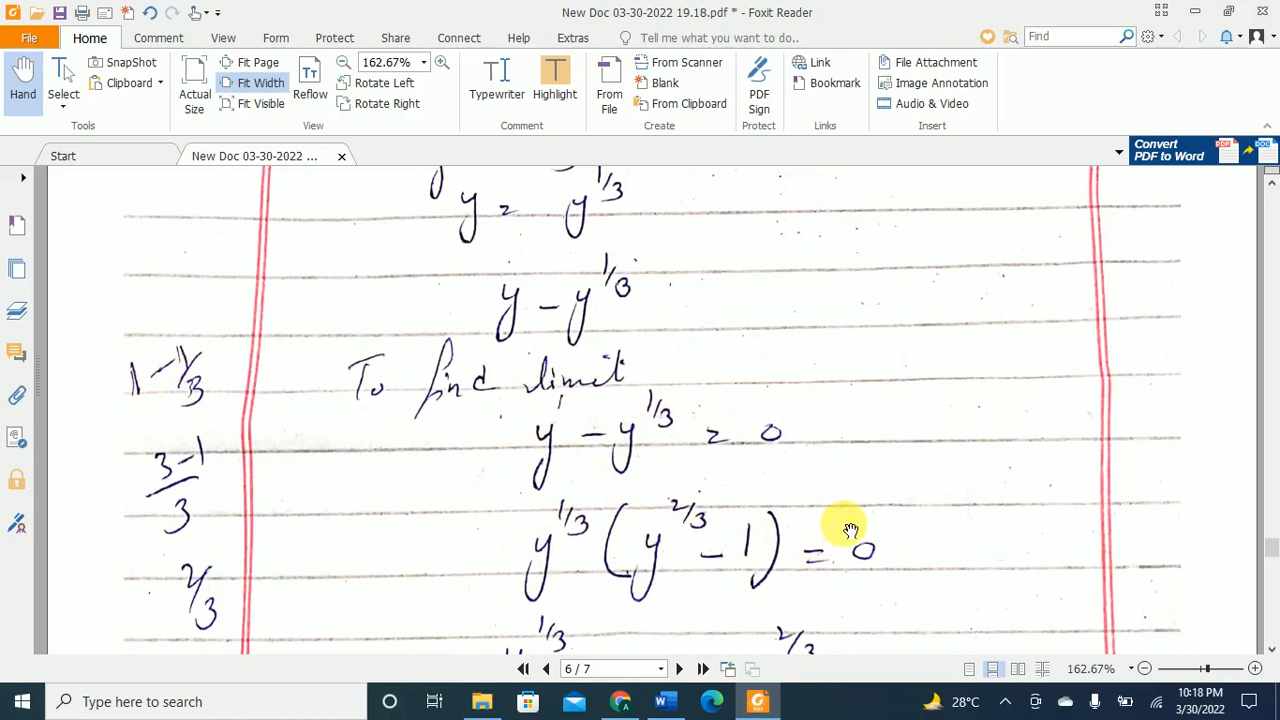 New Doc 03-30-2022 19.18.pdf * - Foxit Reader
File Home Comment View Form Protect Share Connect Help Extras Tell me what you want to do.. Find
Hand
Select
SnapShot
Clipboard
Tools
Actual Size
Fit Page
Fit Width
Fit Visible
Reflow
162.67%
Rotate Left
Rotate Right
View
Typewriter
Highlight
Comment
From File
From Scanner
Blank
From Clipboard
Create
PDF Sign
Protect
Link
Bookmark
Links
File Attachment
Image Annotation
Audio & Video
Insert
Start
New Doc 03-30-2022 ...
Convert
PDF to Word
y = y^1/3
y - y^1/3
1 - 1/3
To find limit
y - y^1/3 = 0
3-1
3
y^1/3 (y^2/3 - 1) = 0
2/3
1/3 2/3
6 / 7
162.67%
Type here to search
28°C
10:18 PM
3/30/2022